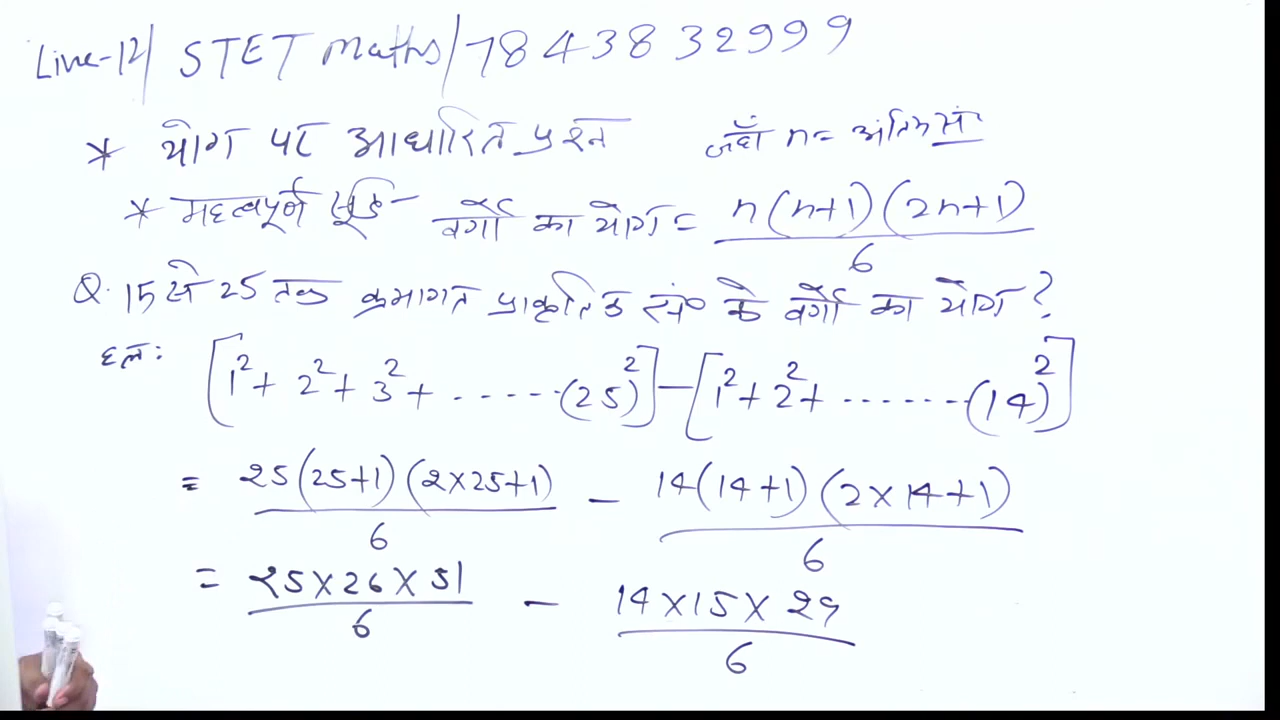 Live-12/ STET Maths/7843832999
* योग पर आधारित प्रश्न जहाँ n = अंतिम सं०
* महत्वपूर्ण सूत्र - वर्गों का योग = n(n+1)(2n+1)/6
Q. 15 से 25 तक क्रमागत प्राकृतिक सं० के वर्गों का योग?
हल: [1²+2²+3²+.....(25)²]-[1²+2²+.......(14)²]
= 25(25+1)(2×25+1)/6 - 14(14+1)(2×14+1)/6
= 25×26×51/6 - 14×15×29/6